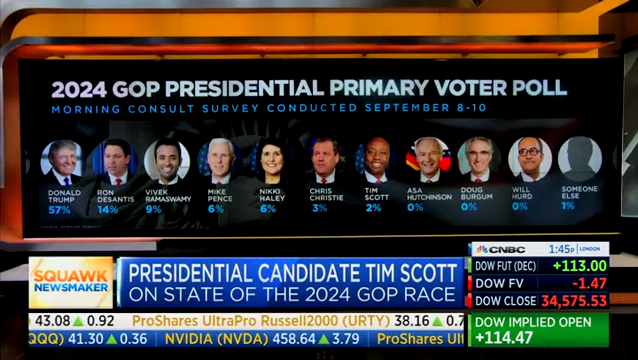 2024 GOP PRESIDENTIAL PRIMARY VOTER POLL
MORNING CONSULT SURVEY CONDUCTED SEPTEMBER 8-10
DONALD TRUMP 57%
RON DESANTIS 14%
VIVEK RAMASWAMY 9%
MIKE PENCE 6%
NIKKI HALEY 6%
CHRIS CHRISTIE 3%
TIM SCOTT 2%
ASA HUTCHINSON 0%
DOUG BURGUM 0%
WILL HURD 0%
SOMEONE ELSE 1%
SQUAWK NEWSMAKER
PRESIDENTIAL CANDIDATE TIM SCOTT
ON STATE OF THE 2024 GOP RACE
CNBC 1:45p LONDON
DOW FUT (DEC) +113.00
DOW FV -1.47
DOW CLOSE 34,575.53
DOW IMPLIED OPEN
+114.47
43.08 ▲ 0.92 ProShares UltraPro Russell2000 (URTY) 38.16 ▲ 0.7
QQQ) 41.30 ▲ 0.36 NVIDIA (NVDA) 458.64 ▲ 3.79 ProShares UltraPro S